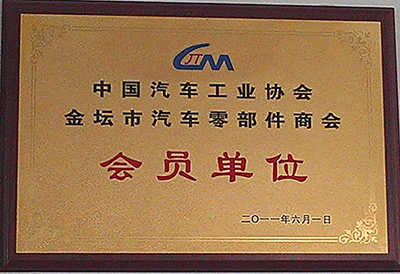 JTM
中国汽车工业协会
金坛市汽车零部件商会
会员单位
二〇一一年六月一日